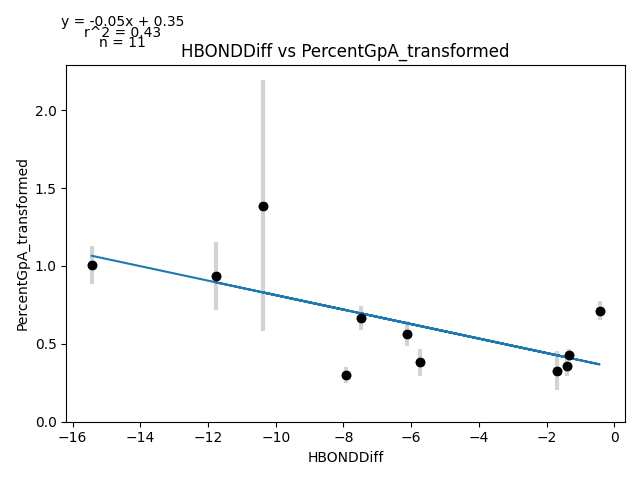 y = -0.05x + 0.35
r^2 = 0.43
n = 11
HBONDDiff vs PercentGpA_transformed
PercentGpA_transformed
2.0
1.5
1.0
0.5
0.0
−16 −14 −12 −10 −8 −6 −4 −2 0
HBONDDiff